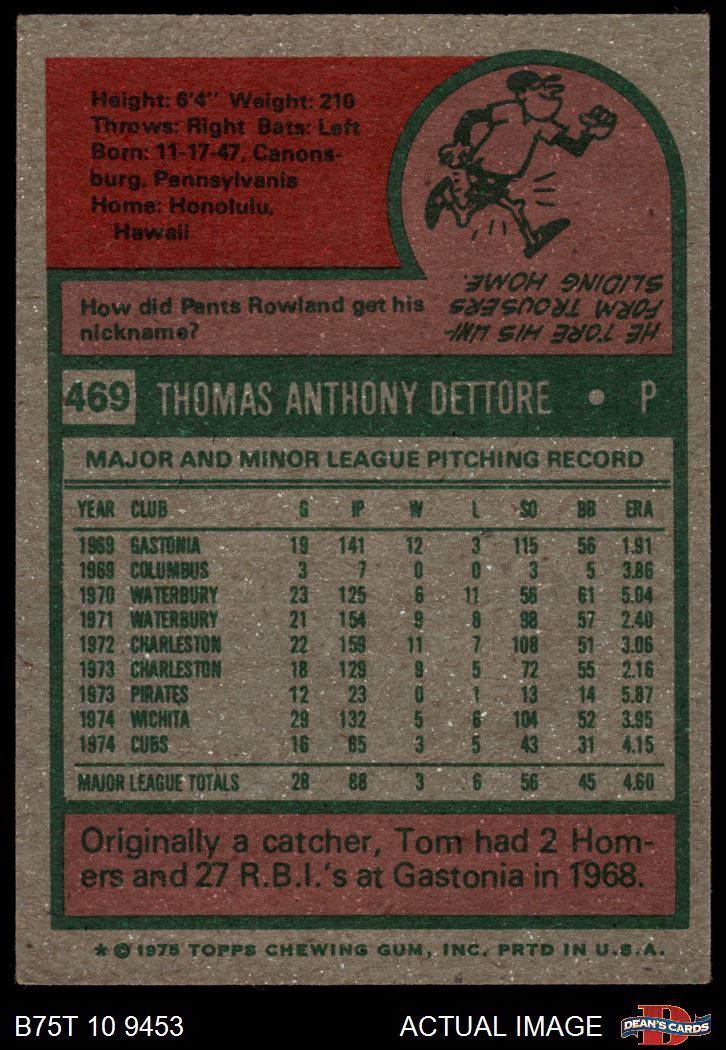 Height: 6'4" Weight: 210
Throws: Right Bats: Left
Born: 11-17-47, Canons-
burg, Pennsylvania
Home: Honolulu,
Hawaii
How did Pants Rowland get his
nickname?
HE TORE HIS UNI-
FORM TROUSERS
SLIDING HOME.
469 THOMAS ANTHONY DETTORE • P
MAJOR AND MINOR LEAGUE PITCHING RECORD
YEAR CLUB G IP W L SO BB ERA
1969 GASTONIA 19 141 12 3 115 56 1.91
1969 COLUMBUS 3 7 0 0 3 5 3.86
1970 WATERBURY 23 125 6 11 56 61 5.04
1971 WATERBURY 21 154 9 8 98 57 2.40
1972 CHARLESTON 22 159 11 7 108 51 3.06
1973 CHARLESTON 18 129 9 5 72 55 2.16
1973 PIRATES 12 23 0 1 13 14 5.87
1974 WICHITA 29 132 5 6 104 52 3.95
1974 CUBS 16 65 3 5 43 31 4.15
MAJOR LEAGUE TOTALS 28 88 3 6 56 45 4.60
Originally a catcher, Tom had 2 Hom-
ers and 27 R.B.I.'s at Gastonia in 1968.
* © 1975 TOPPS CHEWING GUM, INC. PRTD IN U.S.A.
B75T 10 9453 ACTUAL IMAGE
D
DEAN'S CARDS